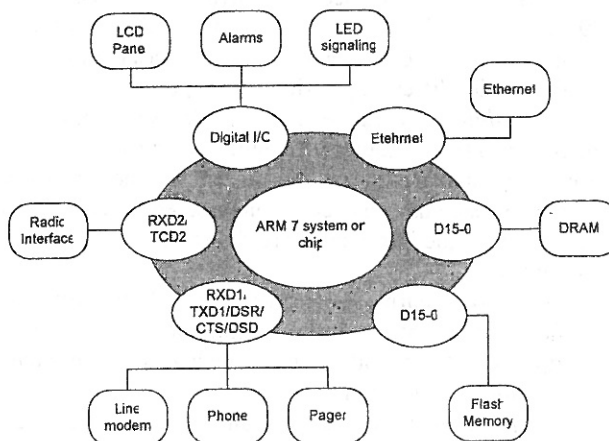 LCD
Pane
Alarms
LED
signaling
Ethernet
Digital I/C
Etehrnet
Radic
Interface
RXD2/
TCD2
ARM 7 system or
chip
D15-0
DRAM
RXD1/
TXD1/DSR/
CTS/DSD
D15-0
Line
modem
Phone
Pager
Flash
Memory